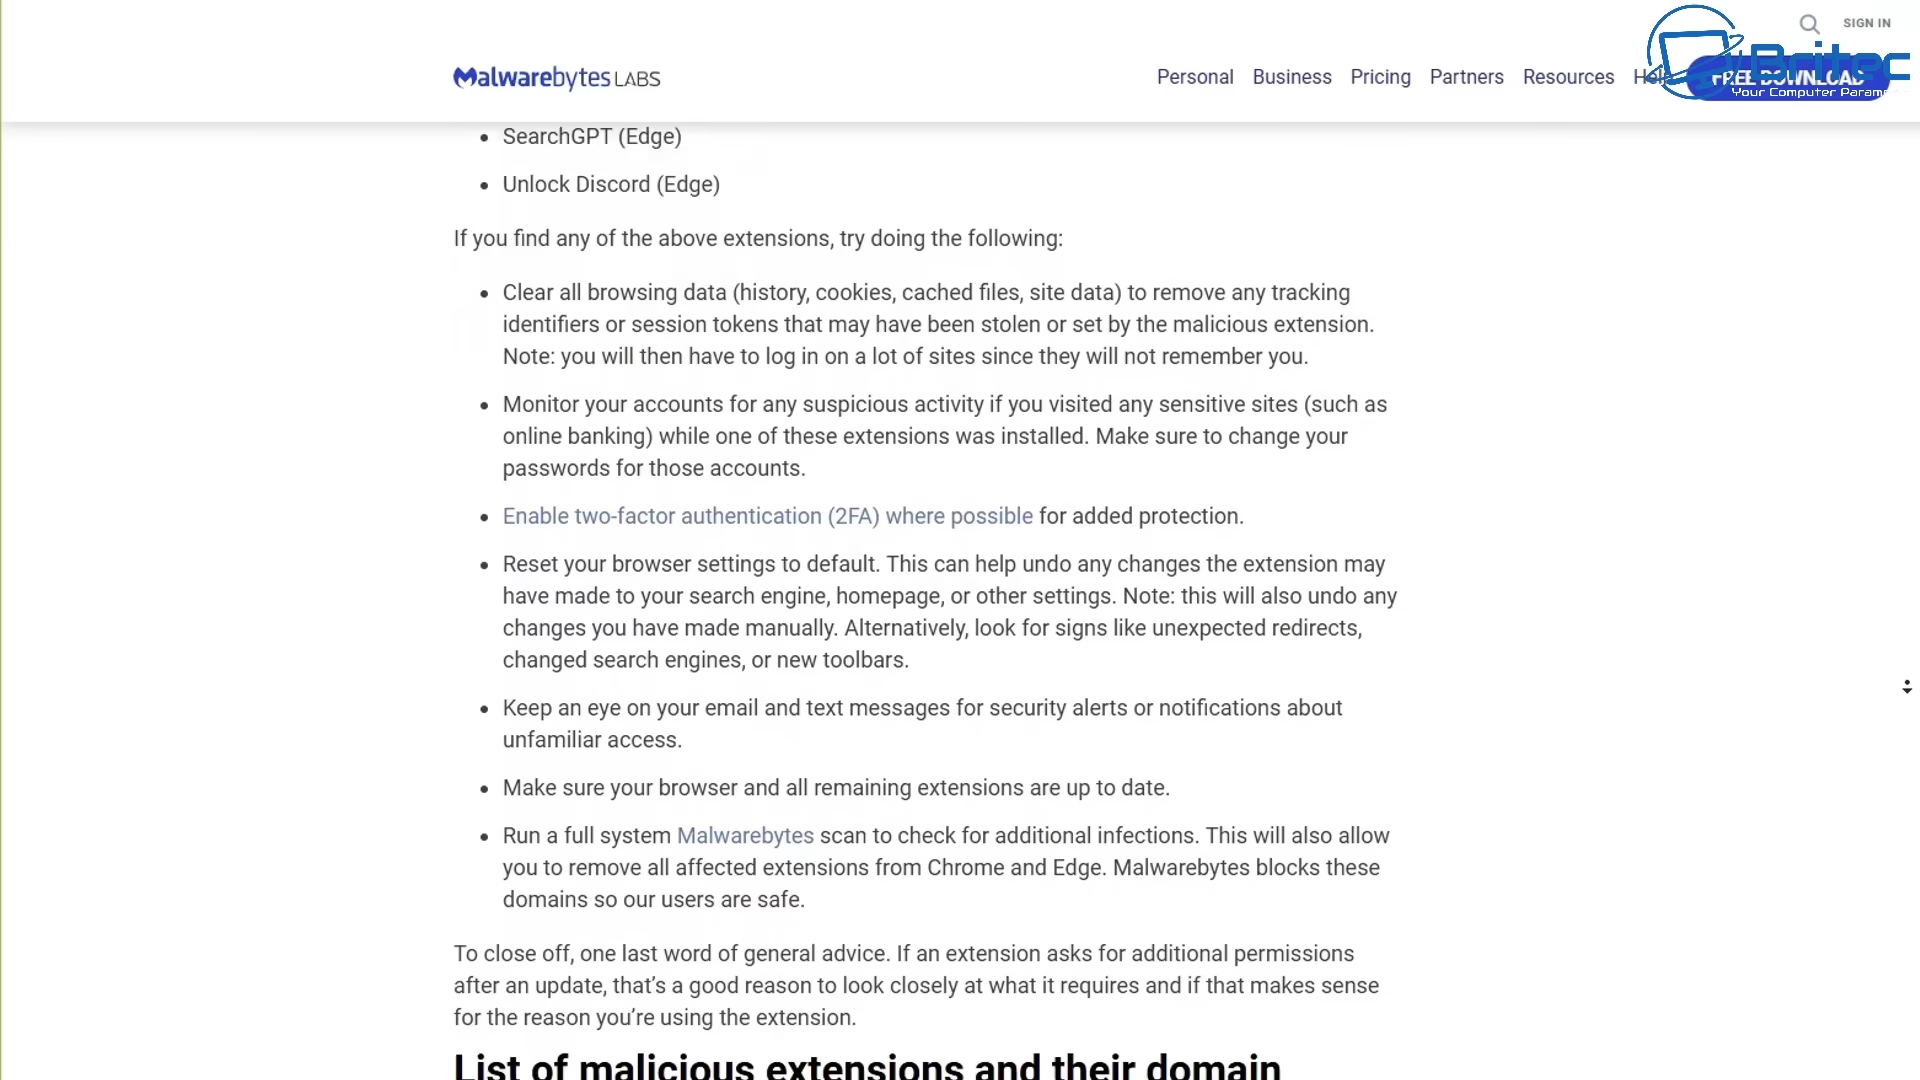 SIGN IN
Malwarebytes LABS
Personal Business Pricing Partners Resources Help FREE DOWNLOAD
Britec
Your Computer Param
• SearchGPT (Edge)
• Unlock Discord (Edge)
If you find any of the above extensions, try doing the following:
• Clear all browsing data (history, cookies, cached files, site data) to remove any tracking
identifiers or session tokens that may have been stolen or set by the malicious extension.
Note: you will then have to log in on a lot of sites since they will not remember you.
• Monitor your accounts for any suspicious activity if you visited any sensitive sites (such as
online banking) while one of these extensions was installed. Make sure to change your
passwords for those accounts.
• Enable two-factor authentication (2FA) where possible for added protection.
• Reset your browser settings to default. This can help undo any changes the extension may
have made to your search engine, homepage, or other settings. Note: this will also undo any
changes you have made manually. Alternatively, look for signs like unexpected redirects,
changed search engines, or new toolbars.
• Keep an eye on your email and text messages for security alerts or notifications about
unfamiliar access.
• Make sure your browser and all remaining extensions are up to date.
• Run a full system Malwarebytes scan to check for additional infections. This will also allow
you to remove all affected extensions from Chrome and Edge. Malwarebytes blocks these
domains so our users are safe.
To close off, one last word of general advice. If an extension asks for additional permissions
after an update, that’s a good reason to look closely at what it requires and if that makes sense
for the reason you’re using the extension.
List of malicious extensions and their domain